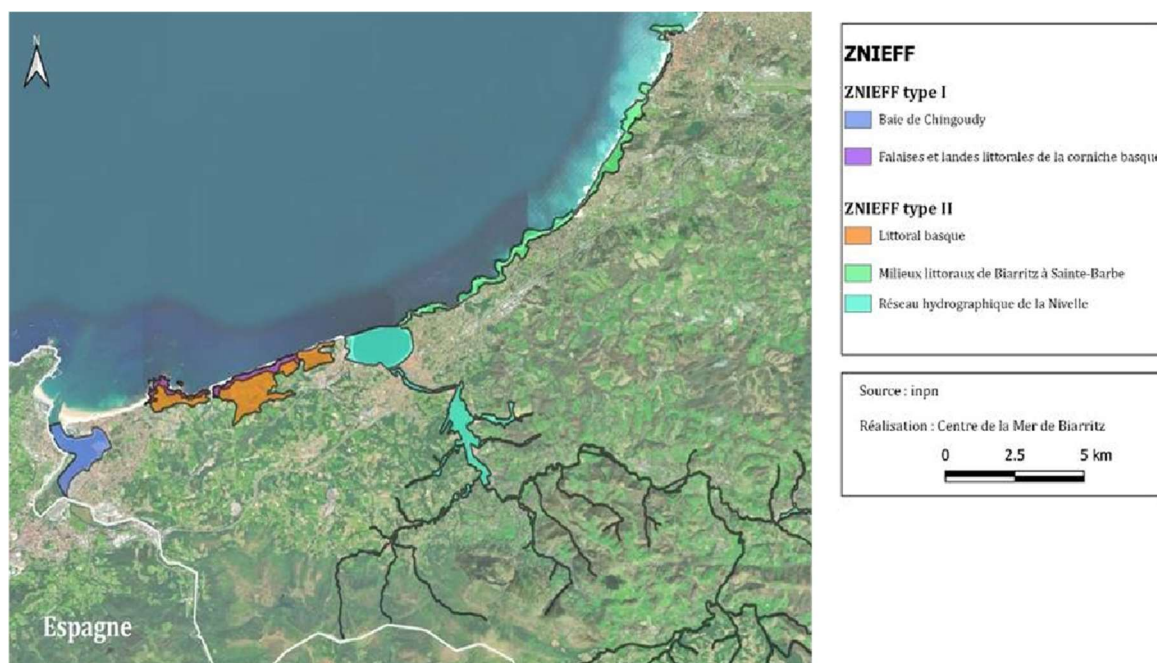 N
Espagne
ZNIEFF
ZNIEFF type I
Baie de Chingoudy
Falaises et landes littorales de la corniche basque
ZNIEFF type II
Littoral basque
Milieux littoraux de Biarritz à Sainte-Barbe
Réseau hydrographique de la Nivelle
Source : inpn
Réalisation : Centre de la Mer de Biarritz
0 2.5 5 km